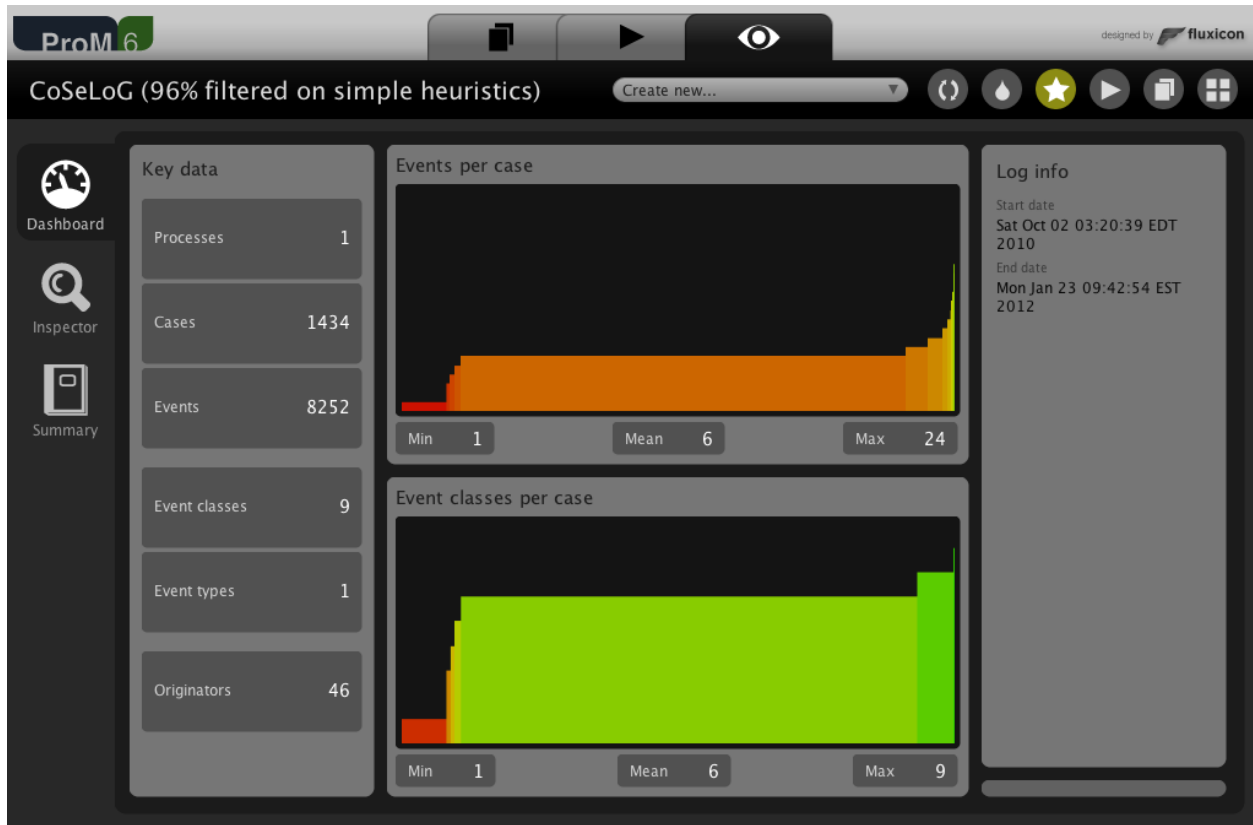 ProM 6
designed by fluxicon
CoSeLoG (96% filtered on simple heuristics)
Create new...
Dashboard
Inspector
Summary
Key data
Processes 1
Cases 1434
Events 8252
Event classes 9
Event types 1
Originators 46
Events per case
Min 1 Mean 6 Max 24
Event classes per case
Min 1 Mean 6 Max 9
Log info
Start date
Sat Oct 02 03:20:39 EDT
2010
End date
Mon Jan 23 09:42:54 EST
2012